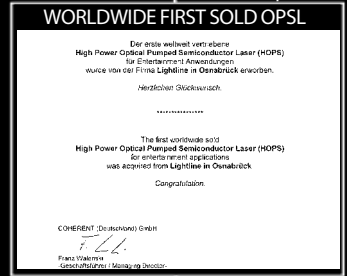 WORLDWIDE FIRST SOLD OPSL
Der erste weltweit vertriebene
High Power Optical Pumped Semiconductor Laser (HOPS)
für Entertainment Anwendungen
wurde von der Firma Lightline in Osnabrück erworben.
Herzlichen Glückwunsch.
****************
The first worldwide sold
High Power Optical Pumped Semiconductor Laser (HOPS)
for entertainment applications
was acquired from Lightline in Osnabrück
Congratulation.
COHERENT (Deutschland) GmbH
Franz
-Geschäftsführer / Managing Director-